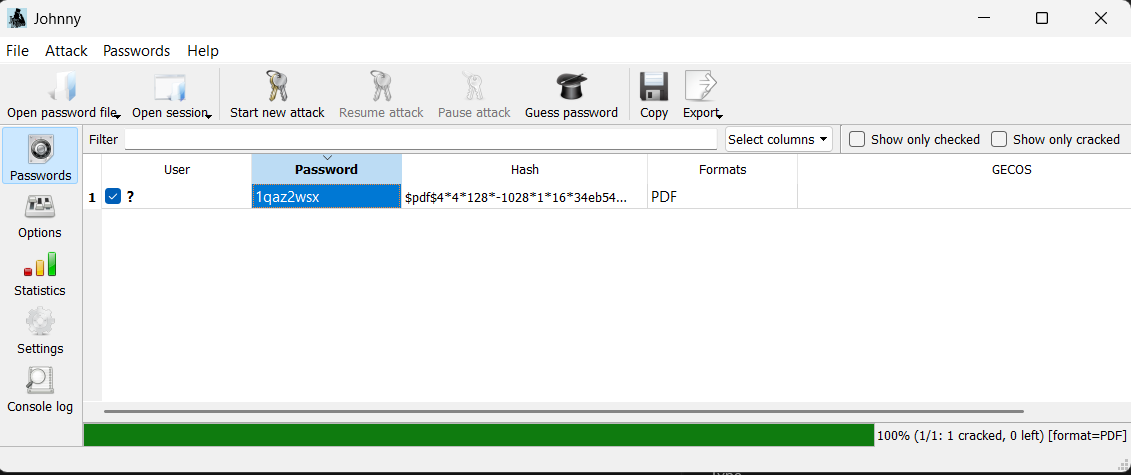 Johnny
File Attack Passwords Help
Open password file Open session Start new attack Resume attack Pause attack Guess password Copy Export
Passwords
Filter Select columns Show only checked Show only cracked
User Password Hash Formats GECOS
1 ? 1qaz2wsx $pdf$4*4*128*-1028*1*16*34eb54... PDF
Options
Statistics
Settings
Console log
100% (1/1: 1 cracked, 0 left) [format=PDF]